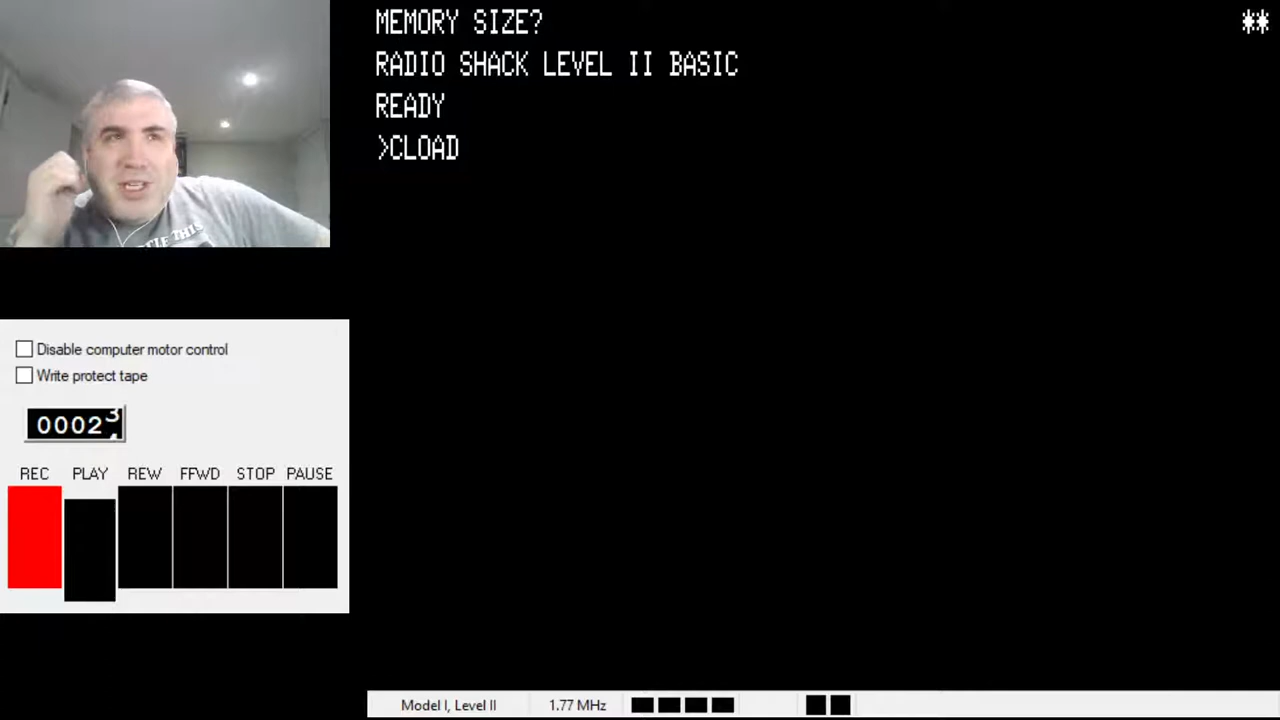 MEMORY SIZE?
RADIO SHACK LEVEL II BASIC
READY
>CLOAD
**
THIS
Disable computer motor control
Write protect tape
0002
REC PLAY REW FFWD STOP PAUSE
Model I, Level II 1.77 MHz